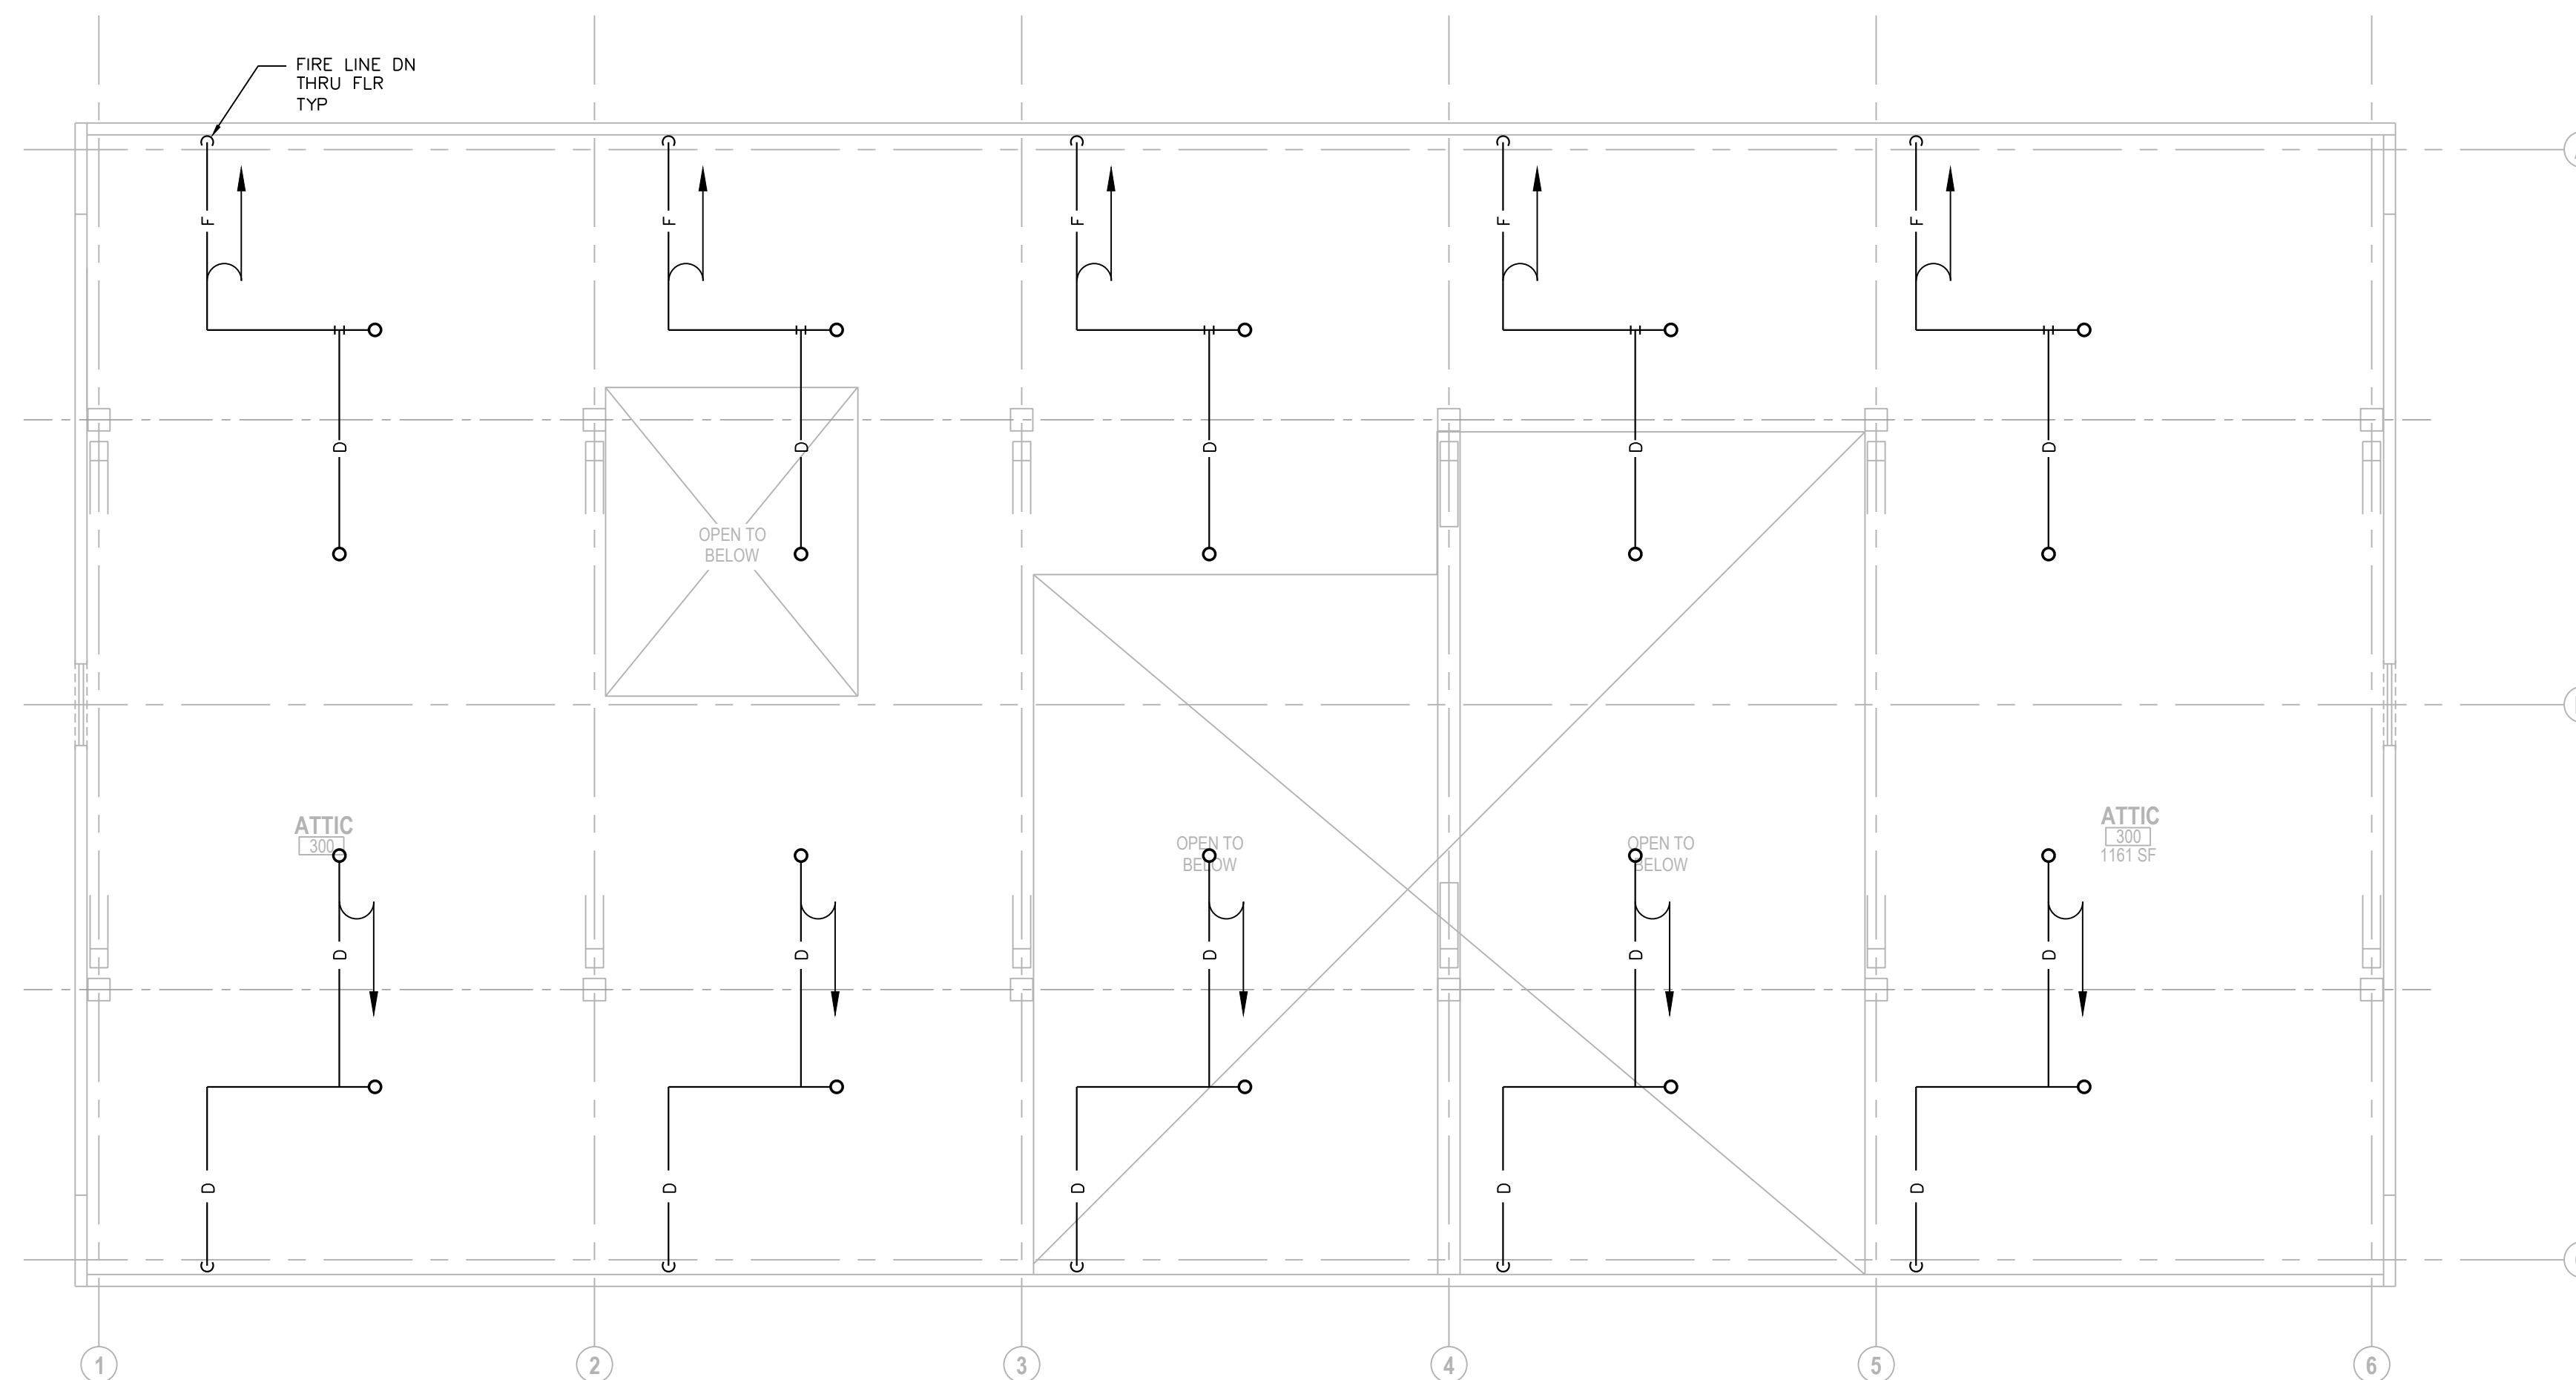 FIRE LINE DN
THRU FLR
TYP
F
F
F
F
F
D
D
D
D
D
OPEN TO
BELOW
ATTIC
300
OPEN TO
BELOW
OPEN TO
BELOW
ATTIC
300
1161 SF
D
D
D
D
D
D
D
D
D
D
1
2
3
4
5
6